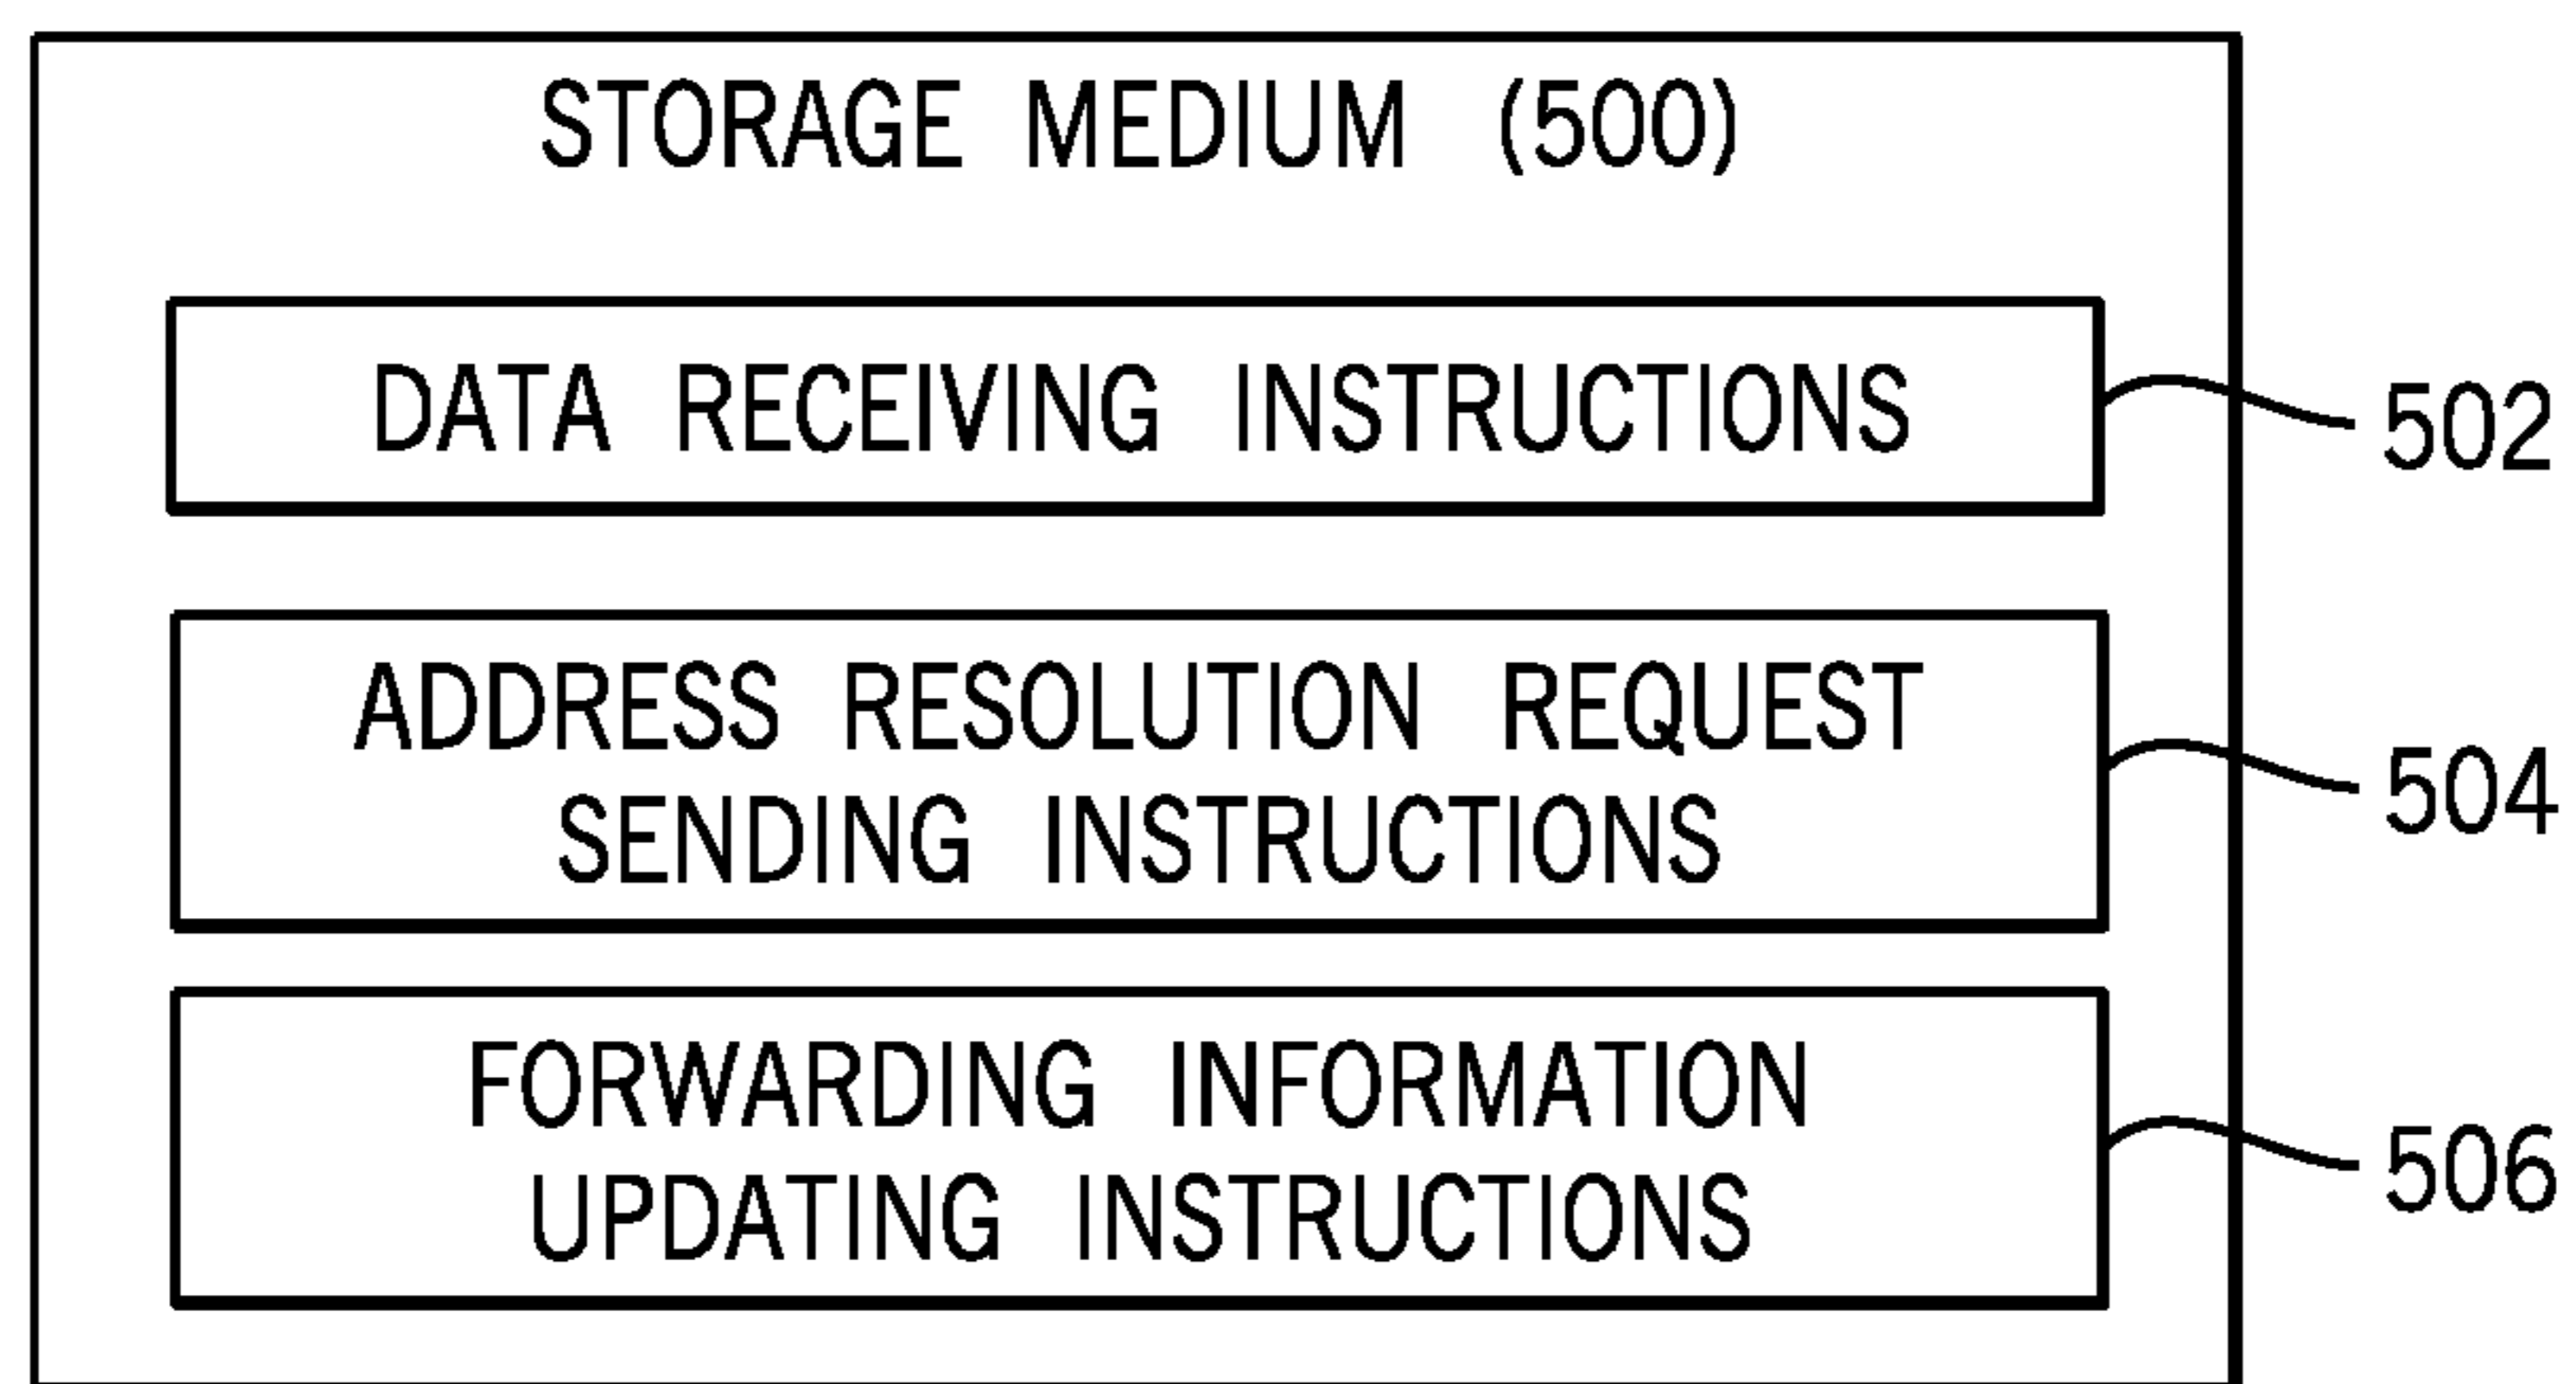 STORAGE MEDIUM (500)
DATA RECEIVING INSTRUCTIONS
502
ADDRESS RESOLUTION REQUEST
SENDING INSTRUCTIONS
504
FORWARDING INFORMATION
UPDATING INSTRUCTIONS
506